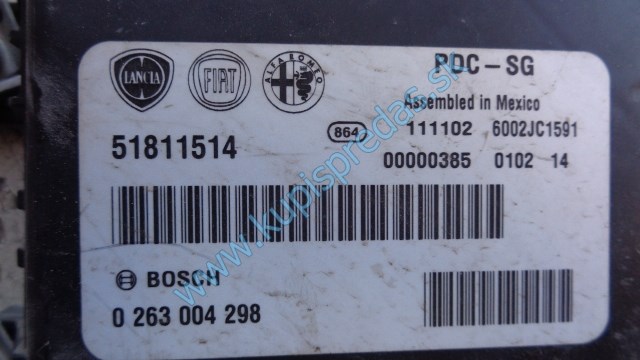 LANCIA FIAT ALFA ROMEO PDC-SG
Assembled in Mexico
51811514 864 111102 6002JC1591
00000385 0102 14
BOSCH
0 263 004 298
www.kupispredas.sk